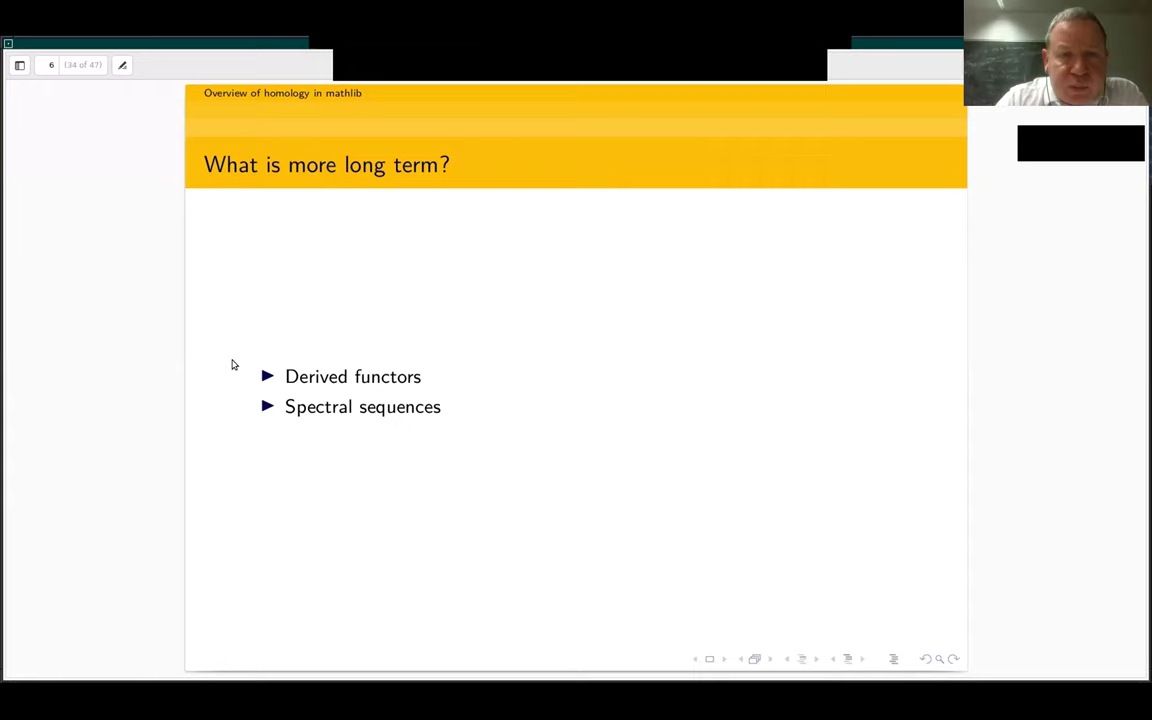 6 (34 of 47)
Overview of homology in mathlib
What is more long term?
Derived functors
Spectral sequences